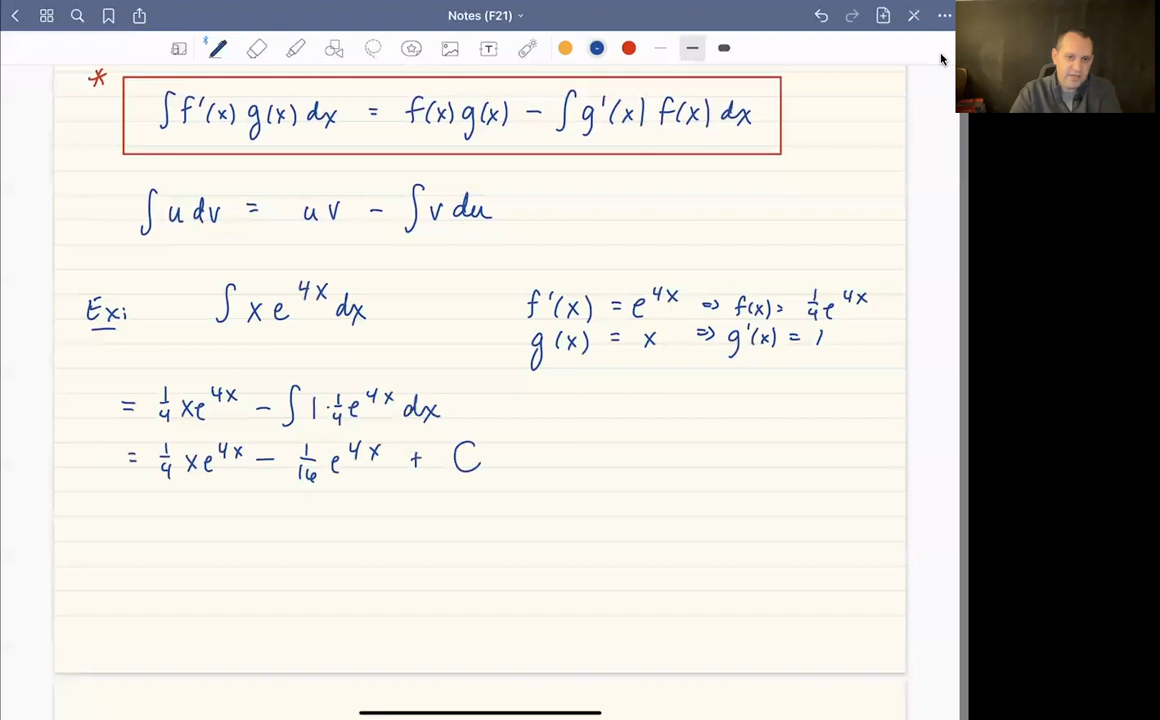 Notes (F21)
* ∫ f'(x) g(x) dx = f(x) g(x) − ∫ g'(x) f(x) dx
∫ u dv = uv − ∫ v du
Ex: ∫ x e^{4x} dx f'(x) = e^{4x} ⇒ f(x) = 1/4 e^{4x}
g(x) = x ⇒ g'(x) = 1
= 1/4 x e^{4x} − ∫ 1 · 1/4 e^{4x} dx
= 1/4 x e^{4x} − 1/16 e^{4x} + C